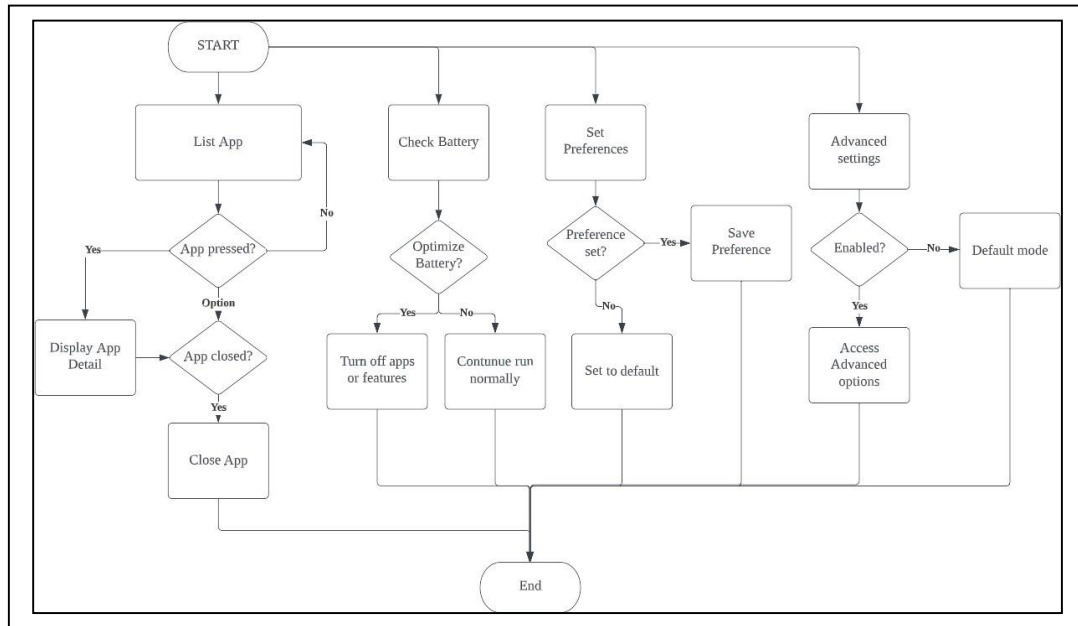 START
List App
Check Battery
Set
Preferences
Advanced
settings
No
App pressed?
Yes
Optimize
Battery?
Preference
set?
Yes
Save
Preference
Enabled?
No
Default mode
Option
Yes
No
No
Yes
Display App
Detail
App closed?
Turn off apps
or features
Contunue run
normally
Set to default
Access
Advanced
options
Yes
Close App
End